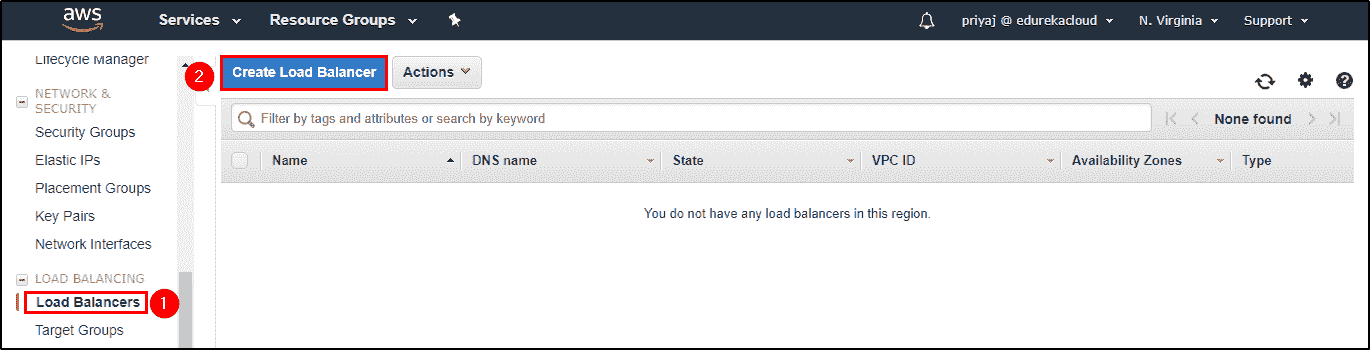 aws Services Resource Groups priyaj @ edurekacloud N. Virginia Support
Lifecycle Manager
NETWORK &
SECURITY
Security Groups
Elastic IPs
Placement Groups
Key Pairs
Network Interfaces
LOAD BALANCING
Load Balancers 1
Target Groups
2 Create Load Balancer Actions
Filter by tags and attributes or search by keyword None found
Name DNS name State VPC ID Availability Zones Type
You do not have any load balancers in this region.